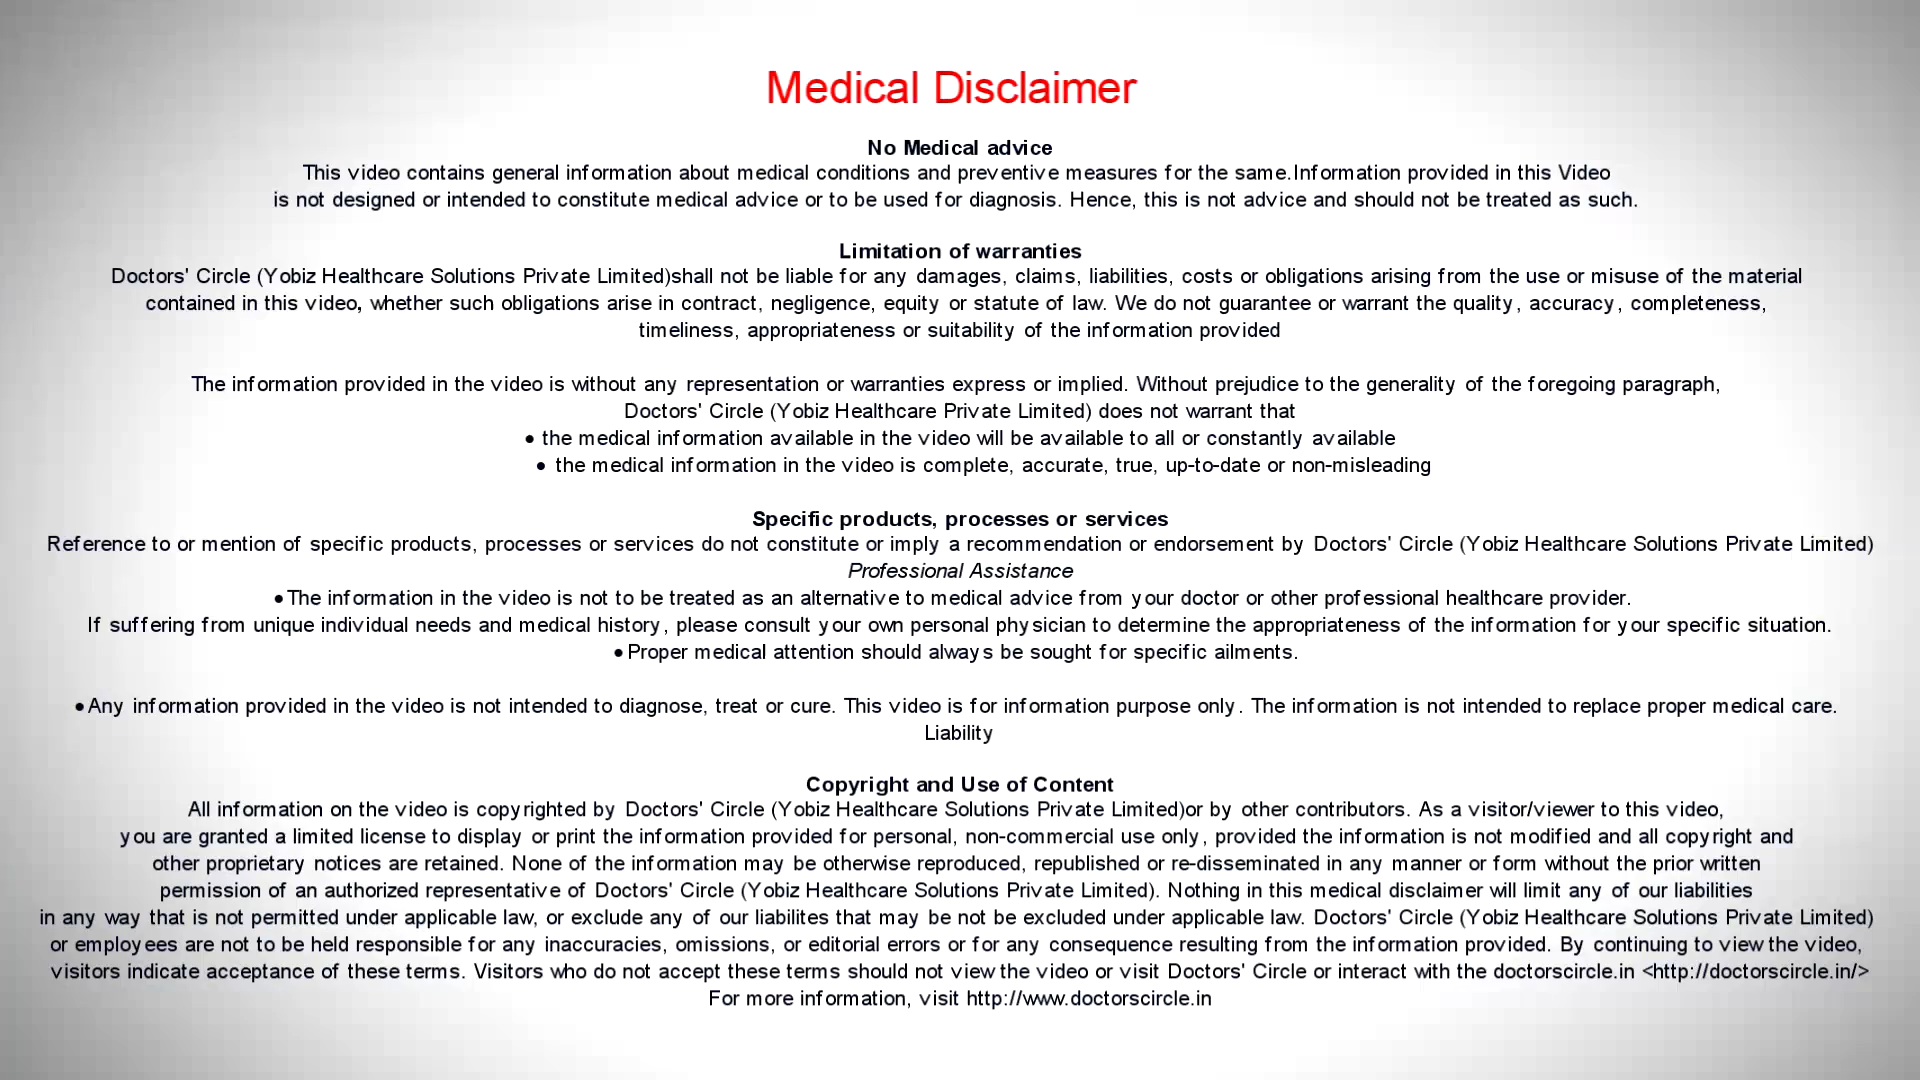 Medical Disclaimer
No Medical advice
This video contains general information about medical conditions and preventive measures for the same.Information provided in this Video
is not designed or intended to constitute medical advice or to be used for diagnosis. Hence, this is not advice and should not be treated as such.
Limitation of warranties
Doctors' Circle (Yobiz Healthcare Solutions Private Limited)shall not be liable for any damages, claims, liabilities, costs or obligations arising from the use or misuse of the material
contained in this video, whether such obligations arise in contract, negligence, equity or statute of law. We do not guarantee or warrant the quality, accuracy, completeness,
timeliness, appropriateness or suitability of the information provided
The information provided in the video is without any representation or warranties express or implied. Without prejudice to the generality of the foregoing paragraph,
Doctors' Circle (Yobiz Healthcare Private Limited) does not warrant that
• the medical information available in the video will be available to all or constantly available
• the medical information in the video is complete, accurate, true, up-to-date or non-misleading
Specific products, processes or services
Reference to or mention of specific products, processes or services do not constitute or imply a recommendation or endorsement by Doctors' Circle (Yobiz Healthcare Solutions Private Limited)
Professional Assistance
•The information in the video is not to be treated as an alternative to medical advice from your doctor or other professional healthcare provider.
If suffering from unique individual needs and medical history, please consult your own personal physician to determine the appropriateness of the information for your specific situation.
•Proper medical attention should always be sought for specific ailments.
•Any information provided in the video is not intended to diagnose, treat or cure. This video is for information purpose only. The information is not intended to replace proper medical care.
Liability
Copyright and Use of Content
All information on the video is copyrighted by Doctors' Circle (Yobiz Healthcare Solutions Private Limited)or by other contributors. As a visitor/viewer to this video,
you are granted a limited license to display or print the information provided for personal, non-commercial use only, provided the information is not modified and all copyright and
other proprietary notices are retained. None of the information may be otherwise reproduced, republished or re-disseminated in any manner or form without the prior written
permission of an authorized representative of Doctors' Circle (Yobiz Healthcare Solutions Private Limited). Nothing in this medical disclaimer will limit any of our liabilities
in any way that is not permitted under applicable law, or exclude any of our liabilites that may be not be excluded under applicable law. Doctors' Circle (Yobiz Healthcare Solutions Private Limited)
or employees are not to be held responsible for any inaccuracies, omissions, or editorial errors or for any consequence resulting from the information provided. By continuing to view the video,
visitors indicate acceptance of these terms. Visitors who do not accept these terms should not view the video or visit Doctors' Circle or interact with the doctorscircle.in <http://doctorscircle.in/>
For more information, visit http://www.doctorscircle.in